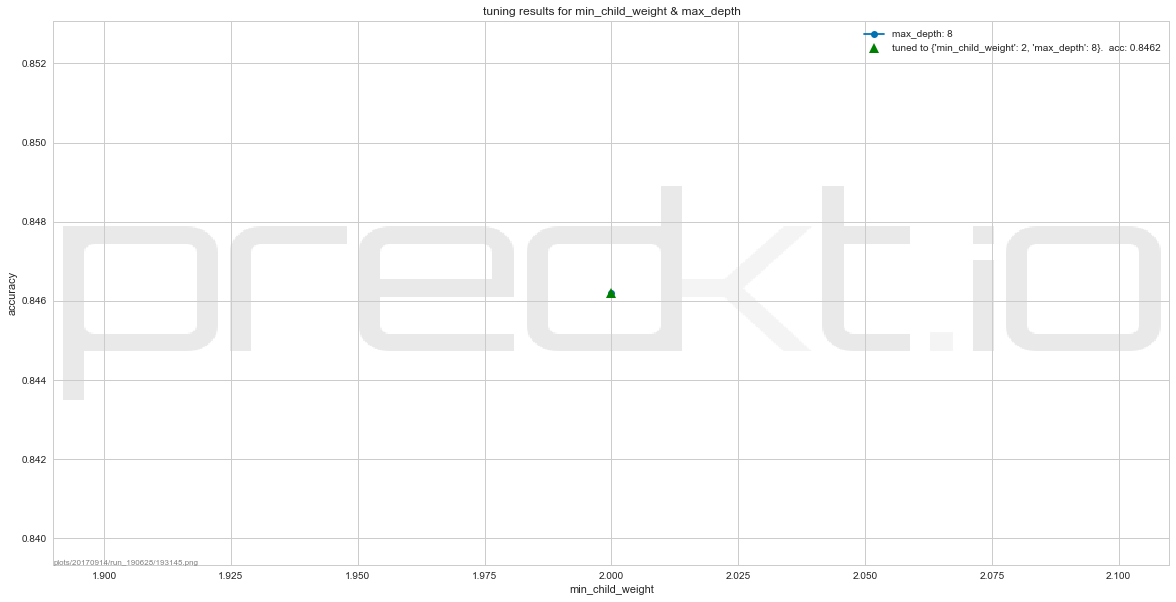 tuning results for min_child_weight & max_depth
max_depth: 8
tuned to {'min_child_weight': 2, 'max_depth': 8}.  acc: 0.8462
0.852
0.850
0.848
0.846
0.844
0.842
0.840
accuracy
predkt.io
plots/20170914/run_190628/193145.png
1.900 1.925 1.950 1.975 2.000 2.025 2.050 2.075 2.100
min_child_weight